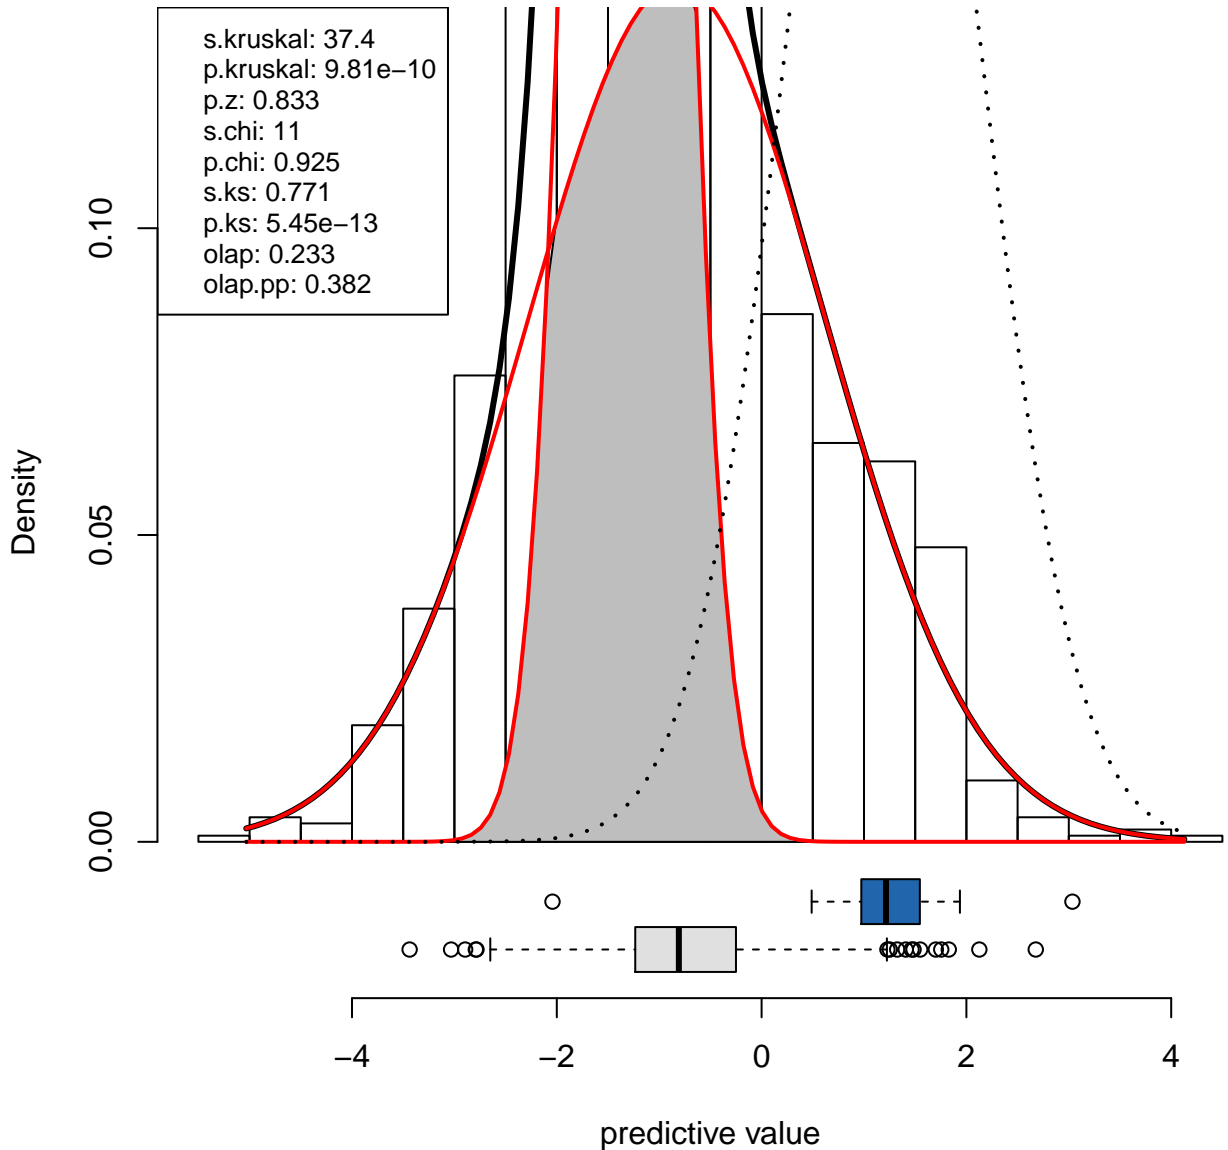 s.kruskal: 37.4
p.kruskal: 9.81e−10
p.z: 0.833
s.chi: 11
p.chi: 0.925
s.ks: 0.771
p.ks: 5.45e−13
olap: 0.233
olap.pp: 0.382
Density
0.10
0.05
0.00
−4 −2 0 2 4
predictive value